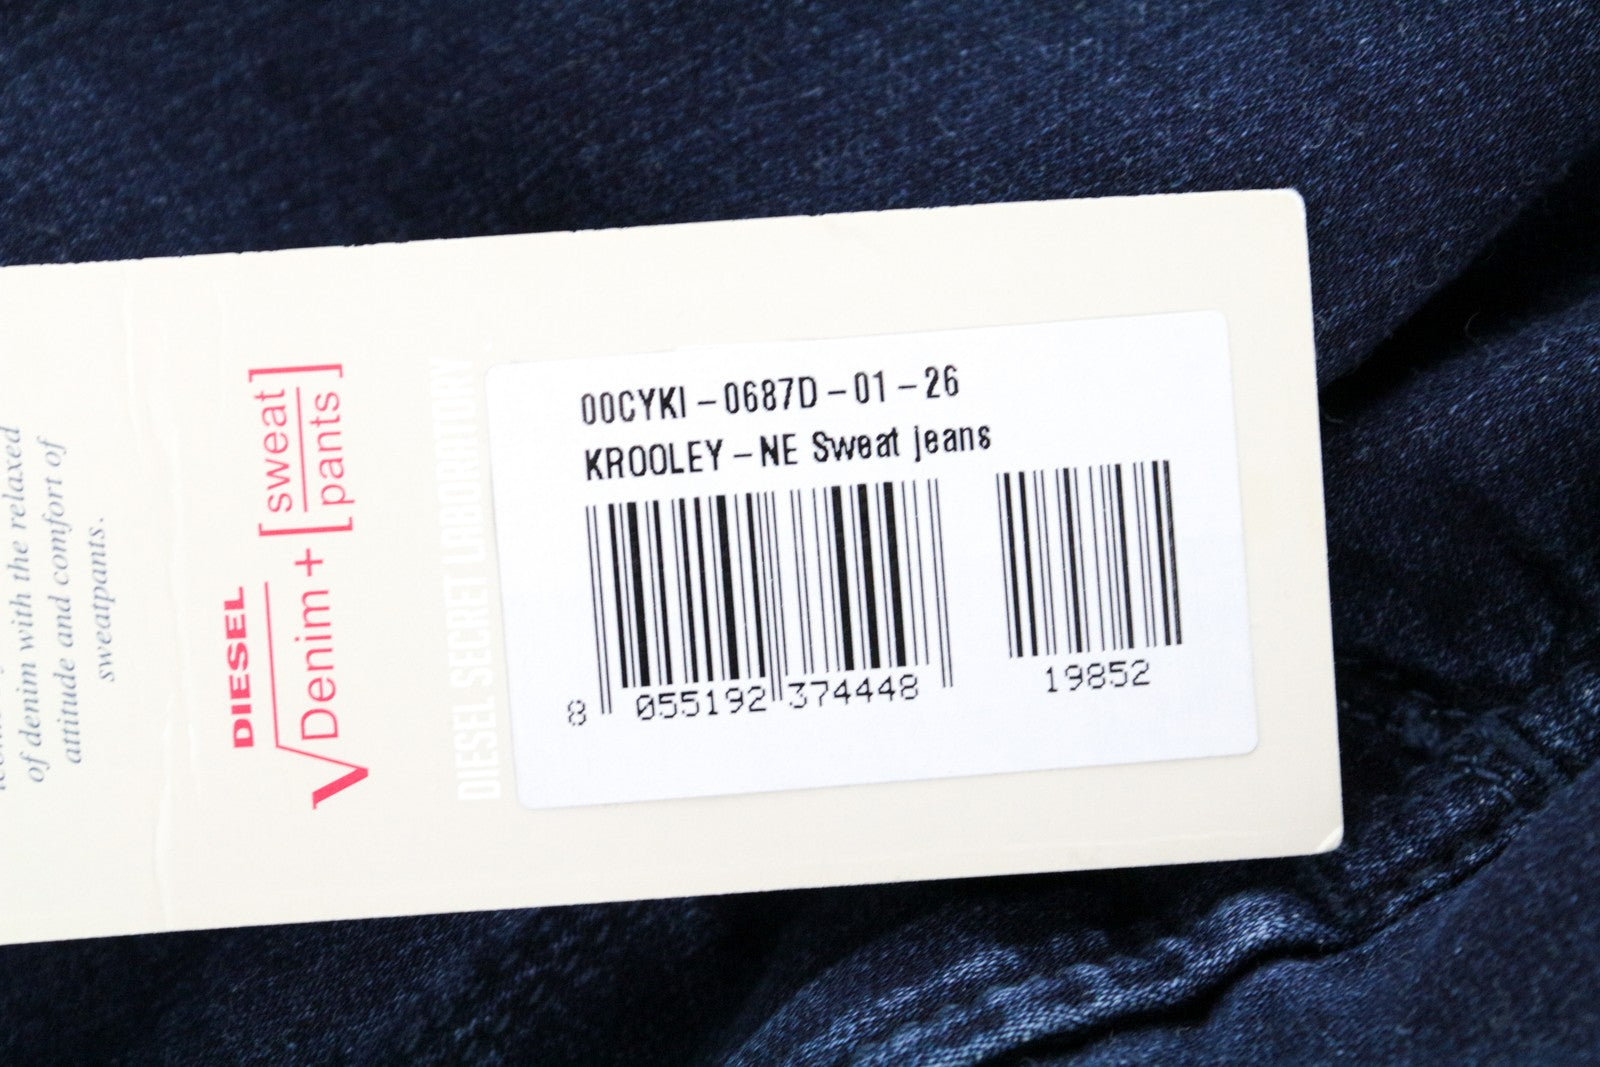 of denim with the relaxed
attitude and comfort of
sweatpants.
DIESEL
√Denim + [sweat]
[pants]
DIESEL SECRET LABORATORY
00CYKI – 0687D – 01 – 26
KROOLEY – NE Sweat jeans
8 055192 374448
19852